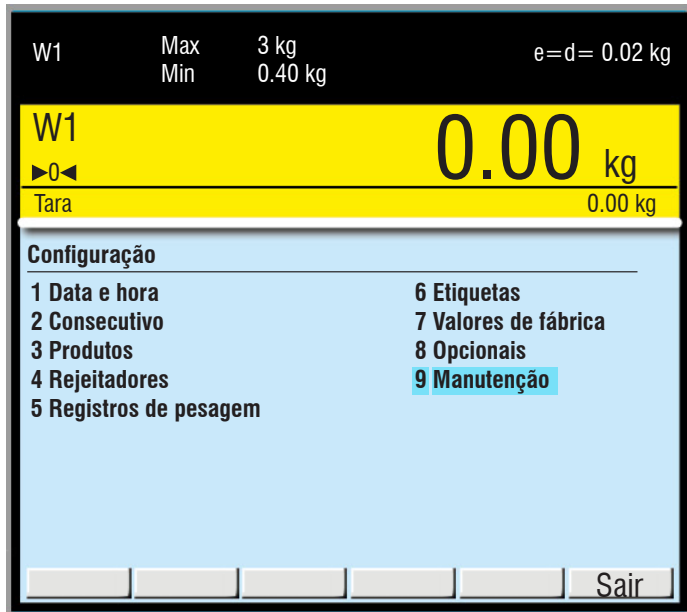 W1 Max 3 kg e=d= 0.02 kg
Min 0.40 kg
W1 0.00 kg
►0◄
Tara 0.00 kg
Configuração
1 Data e hora
2 Consecutivo
3 Produtos
4 Rejeitadores
5 Registros de pesagem
6 Etiquetas
7 Valores de fábrica
8 Opcionais
9 Manutenção
Sair